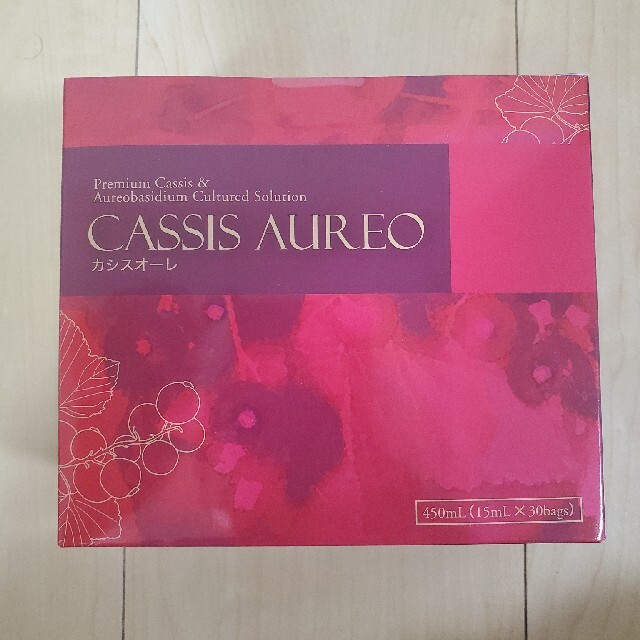 Premium Cassis &
Aureobasidium Cultured Solution
CASSIS AUREO
カシスオーレ
450mL (15mL × 30bags)